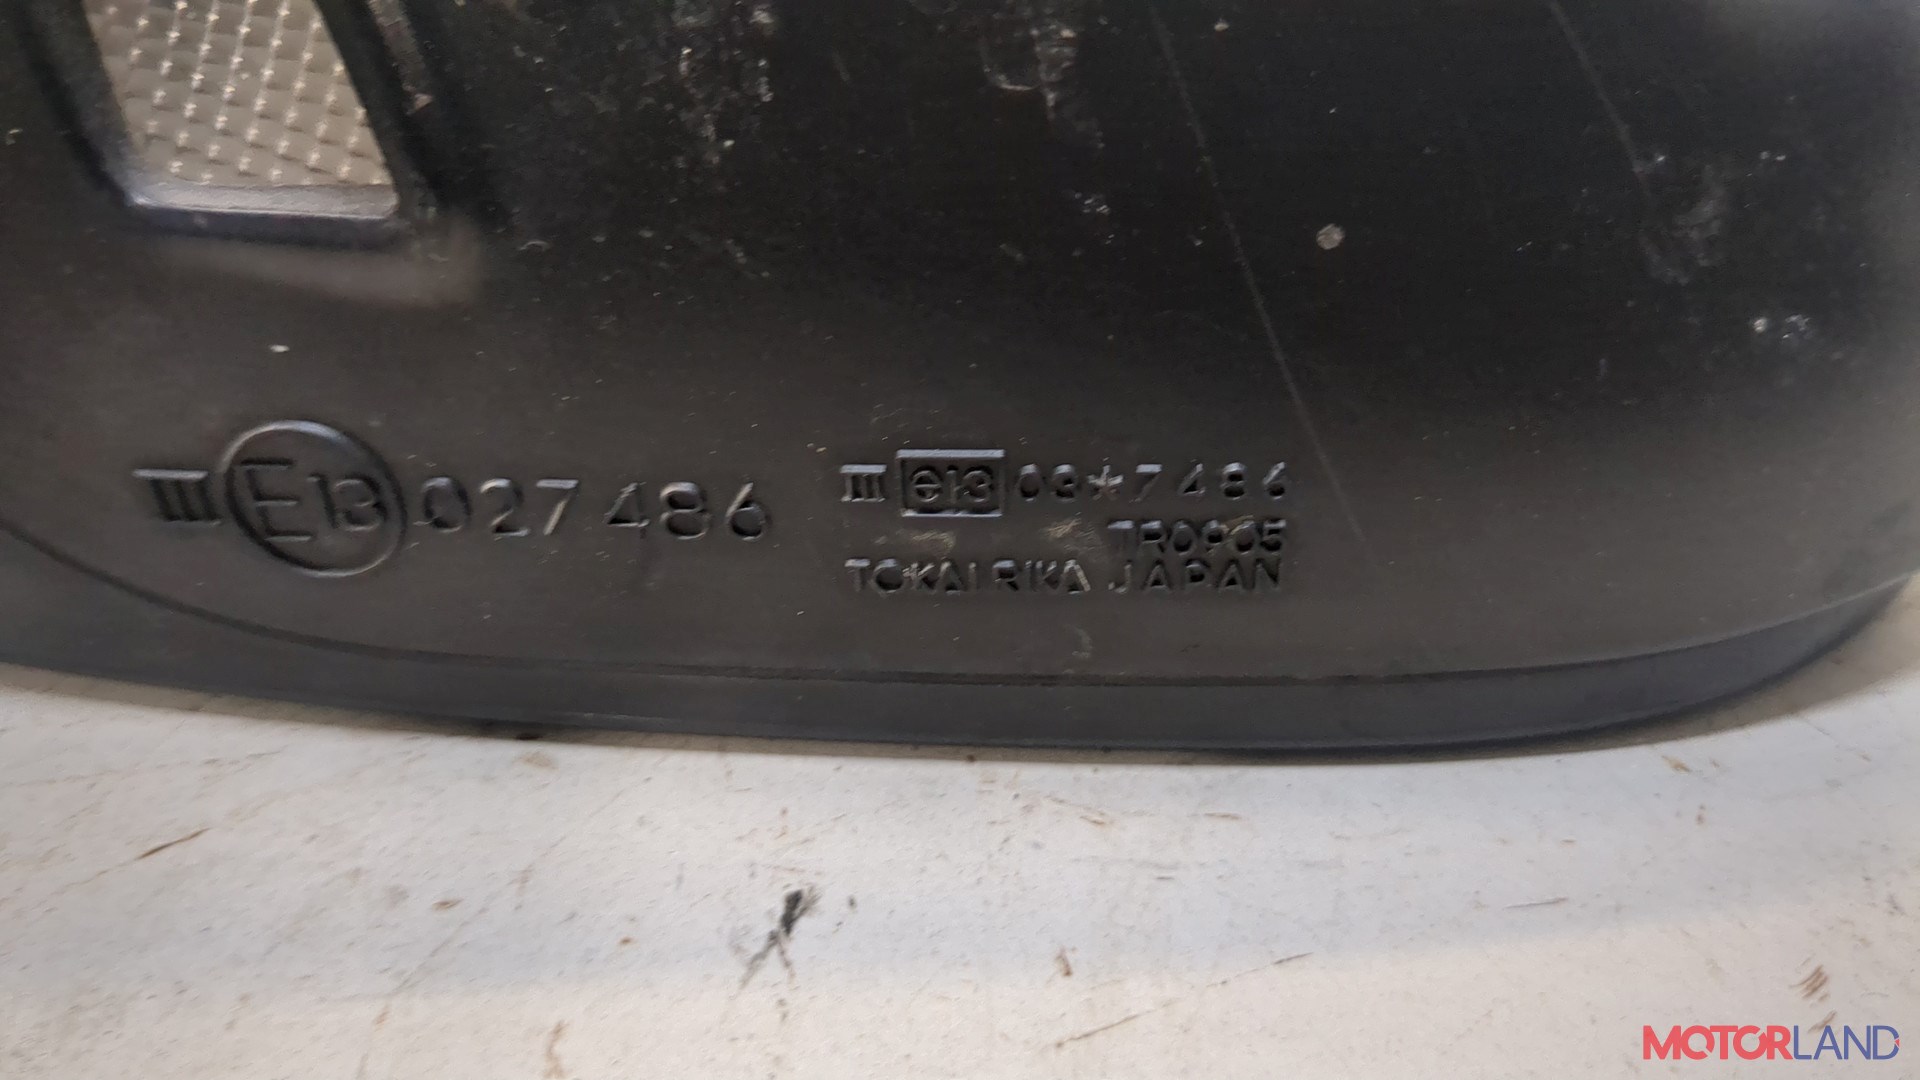 III E13 027486
III e13 03*7486
TR0905
TOKAI RIKA JAPAN
MOTORLAND